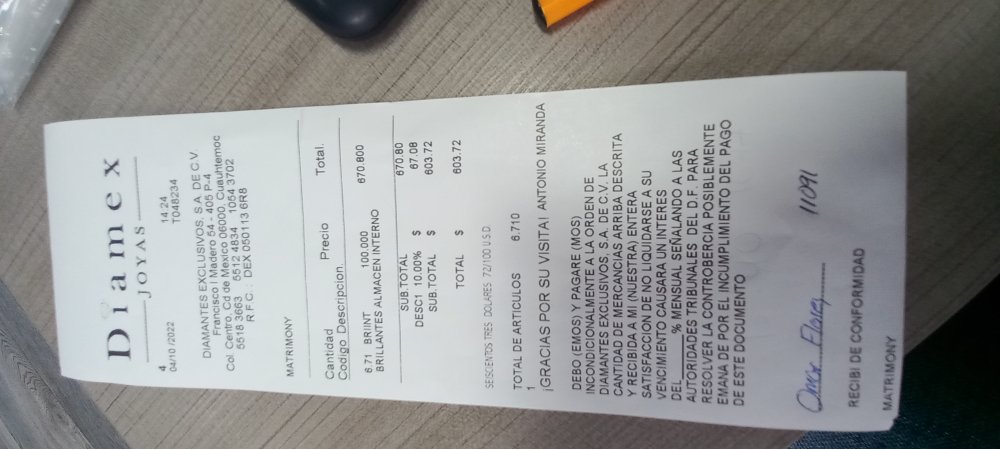 Diamex
JOYAS
4 14:24
04/10/2022 T048234
DIAMANTES EXCLUSIVOS, S.A. DE C.V.
Francisco I Madero 54 - 405 P-4
Col. Centro, Cd de Mexico 06000, Cuauhtemoc
5518 3663 5512 4834 1054 3702
R.F.C. : DEX 050113 6R8
MATRIMONY
Cantidad Precio Total.
Codigo Descripcion
6.71 BRIINT 100.000 670.800
BRILLANTES ALMACEN INTERNO
SUB.TOTAL 670.80
DESC1 10.00% $ 67.08
SUB.TOTAL $ 603.72
TOTAL $ 603.72
SESCIENTOS TRES DOLARES 72/100 U.S.D
TOTAL DE ARTICULOS 6.710
1
¡GRACIAS POR SU VISITA! ANTONIO MIRANDA
DEBO (EMOS) Y PAGARE (MOS)
INCONDICIONALMENTE A LA ORDEN DE
DIAMANTES EXCLUSIVOS, S.A. DE C.V. LA
CANTIDAD DE MERCANCIAS ARRIBA DESCRITA
Y RECIBIDA A MI (NUESTRA) ENTERA
SATISFACCION DE NO LIQUIDARSE A SU
VENCIMIENTO CAUSARA UN INTERES
DEL ______% MENSUAL SEÑALANDO A LAS
AUTORIDADES TRIBUNALES DEL D.F. PARA
RESOLVER LA CONTROBERCIA POSIBLEMENTE
EMANA DE POR EL INCUMPLIMIENTO DEL PAGO
DE ESTE DOCUMENTO
Flores 11091
RECIBI DE CONFORMIDAD
MATRIMONY